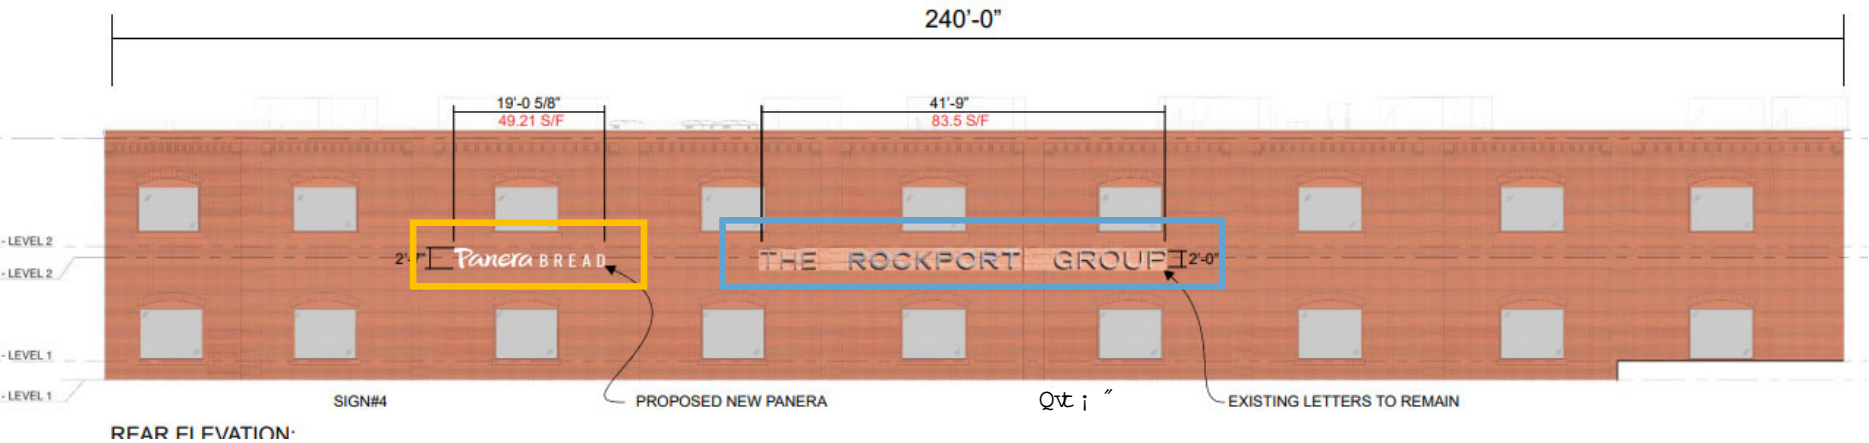 240'-0"
19'-0 5/8"
49.21 S/F
41'-9"
83.5 S/F
- LEVEL 2
- LEVEL 2
2'-7"
Panera BREAD
THE ROCKPORT GROUP
2'-0"
- LEVEL 1
- LEVEL 1
SIGN#4
PROPOSED NEW PANERA
EXISTING LETTERS TO REMAIN
REAR ELEVATION: